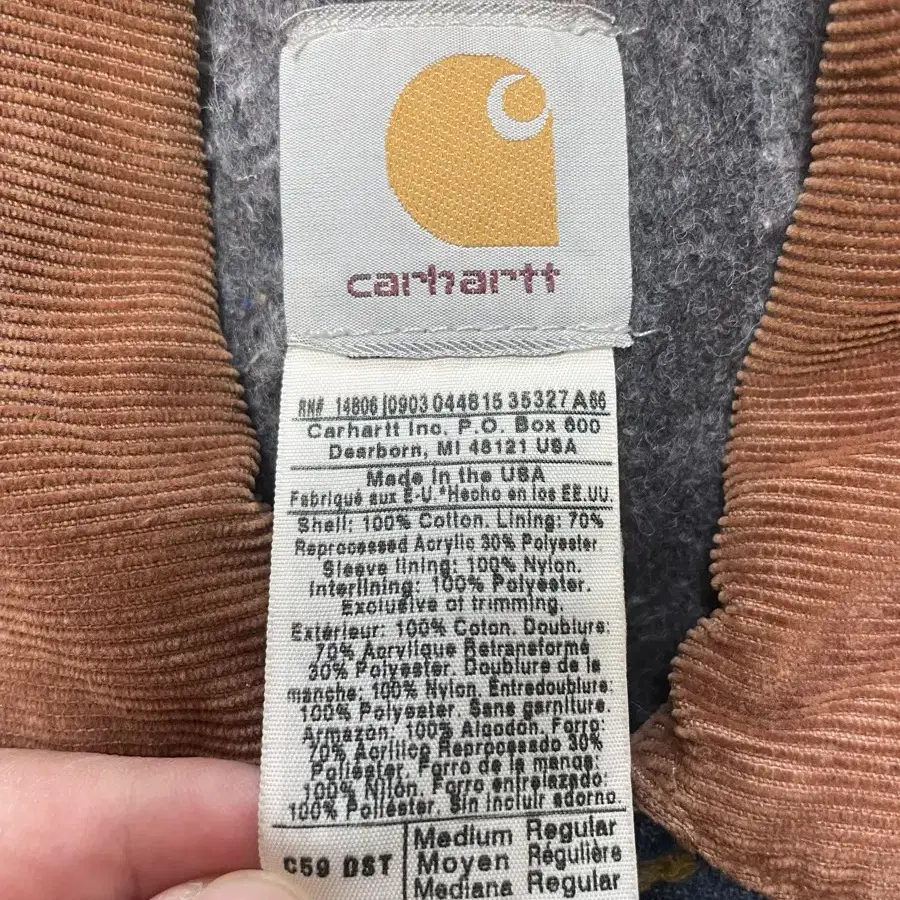 carhartt
RN# 14806 0903 044815 35327 A66
Carhartt Inc. P.O. Box 600
Dearborn, MI 48121 USA
Made in the USA
Fabriqué aux E-U.*Hecho en los EE.UU.
Shell: 100% Cotton. Lining: 70%
Reprocessed Acrylic 30% Polyester.
Sleeve lining: 100% Nylon.
Interlining: 100% Polyester.
Exclusive of trimming.
Extérieur: 100% Coton. Doublure:
70% Acrylique Retransformé
30% Polyester. Doublure de la
manche: 100% Nylon. Entredoublure:
100% Polyester. Sans garniture.
Armazon: 100% Algodón. Forro:
70% Acrílico Reprocesado 30%
Poliéster. Forro de la manga:
100% Nilon. Forro entrelazado:
100% Poliéster. Sin incluir adorno.
C59 DST
Medium Regular
Moyen Régulière
Mediana Regular